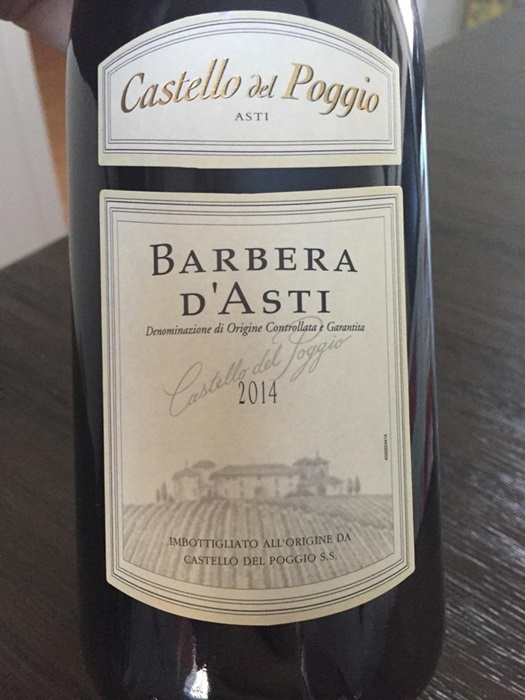 Castello del Poggio
ASTI
BARBERA
D'ASTI
Denominazione di Origine Controllata e Garantita
Castello del Poggio
2014
IMBOTTIGLIATO ALL'ORIGINE DA
CASTELLO DEL POGGIO S.S.